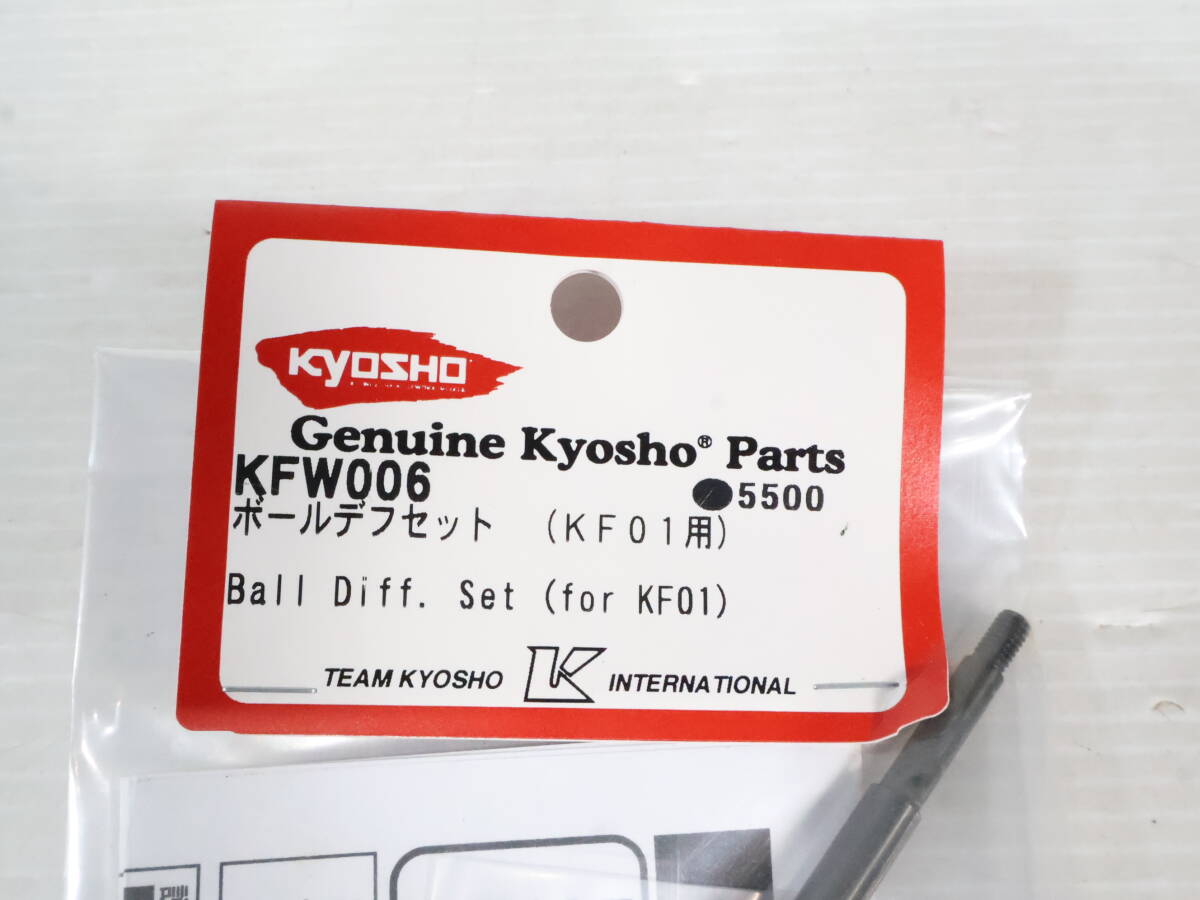 KYOSHO
Genuine Kyosho® Parts
KFW006 ●5500
ボールデフセット (KF01用)
Ball Diff. Set (for KF01)
TEAM KYOSHO K INTERNATIONAL